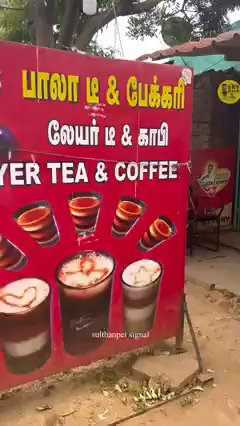 பாலா டீ & பேக்கரி
லேயர் டீ & காபி
YER TEA & COFFEE
sulthanpet signal